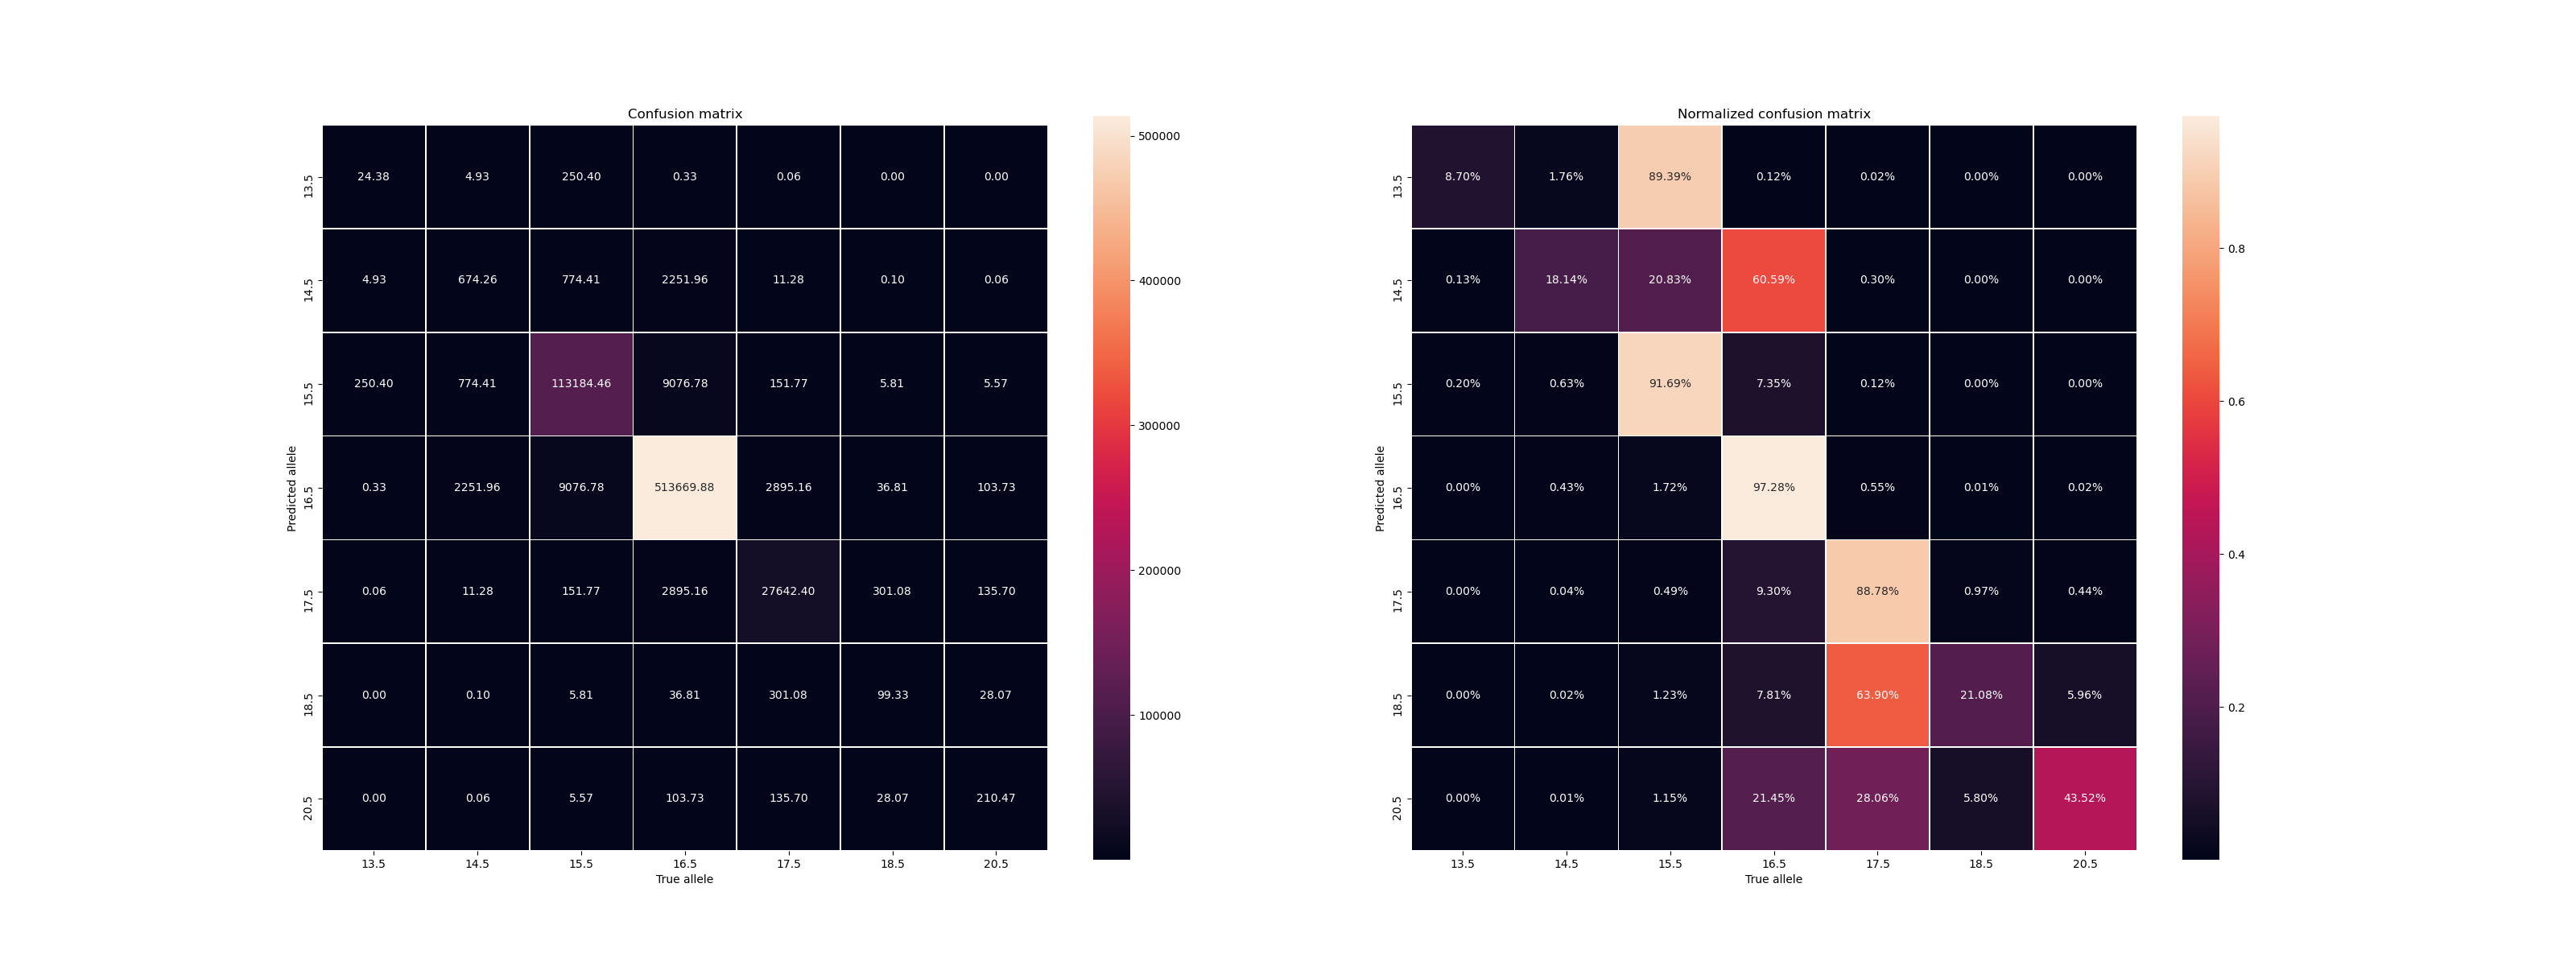 Confusion matrix
13.5 24.38 4.93 250.40 0.33 0.06 0.00 0.00
14.5 4.93 674.26 774.41 2251.96 11.28 0.10 0.06
15.5 250.40 774.41 113184.46 9076.78 151.77 5.81 5.57
16.5 0.33 2251.96 9076.78 513669.88 2895.16 36.81 103.73
17.5 0.06 11.28 151.77 2895.16 27642.40 301.08 135.70
18.5 0.00 0.10 5.81 36.81 301.08 99.33 28.07
20.5 0.00 0.06 5.57 103.73 135.70 28.07 210.47
13.5 14.5 15.5 16.5 17.5 18.5 20.5
True allele
Predicted allele
500000
400000
300000
200000
100000
Normalized confusion matrix
13.5 8.70% 1.76% 89.39% 0.12% 0.02% 0.00% 0.00%
14.5 0.13% 18.14% 20.83% 60.59% 0.30% 0.00% 0.00%
15.5 0.20% 0.63% 91.69% 7.35% 0.12% 0.00% 0.00%
16.5 0.00% 0.43% 1.72% 97.28% 0.55% 0.01% 0.02%
17.5 0.00% 0.04% 0.49% 9.30% 88.78% 0.97% 0.44%
18.5 0.00% 0.02% 1.23% 7.81% 63.90% 21.08% 5.96%
20.5 0.00% 0.01% 1.15% 21.45% 28.06% 5.80% 43.52%
13.5 14.5 15.5 16.5 17.5 18.5 20.5
True allele
Predicted allele
0.8
0.6
0.4
0.2